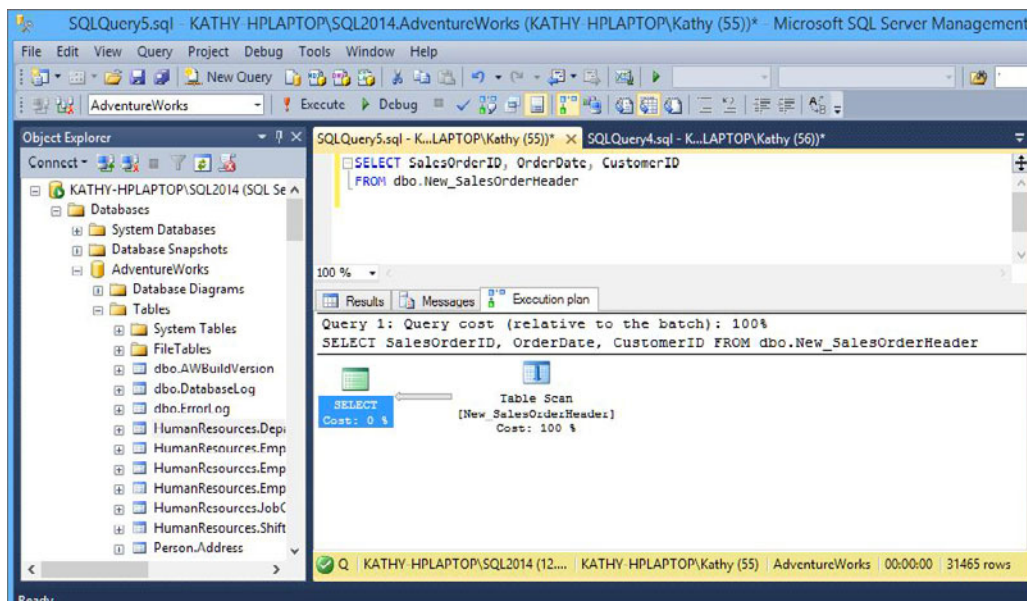 SQLQuery5.sql - KATHY-HPLAPTOP\SQL2014.AdventureWorks (KATHY-HPLAPTOP\Kathy (55))* - Microsoft SQL Server Management
File Edit View Query Project Debug Tools Window Help
New Query
AdventureWorks Execute Debug
Object Explorer
Connect
KATHY-HPLAPTOP\SQL2014 (SQL Se
Databases
System Databases
Database Snapshots
AdventureWorks
Database Diagrams
Tables
System Tables
FileTables
dbo.AWBuildVersion
dbo.DatabaseLog
dbo.ErrorLog
HumanResources.Depa
HumanResources.Emp
HumanResources.Emp
HumanResources.Emp
HumanResources.JobC
HumanResources.Shift
Person.Address
SQLQuery5.sql - K...LAPTOP\Kathy (55))* SQLQuery4.sql - K...LAPTOP\Kathy (56))*
SELECT SalesOrderID, OrderDate, CustomerID
FROM dbo.New_SalesOrderHeader
100 %
Results Messages Execution plan
Query 1: Query cost (relative to the batch): 100%
SELECT SalesOrderID, OrderDate, CustomerID FROM dbo.New_SalesOrderHeader
SELECT
Cost: 0 %
Table Scan
[New_SalesOrderHeader]
Cost: 100 %
Q KATHY-HPLAPTOP\SQL2014 (12.... KATHY-HPLAPTOP\Kathy (55) AdventureWorks 00:00:00 31465 rows
Ready